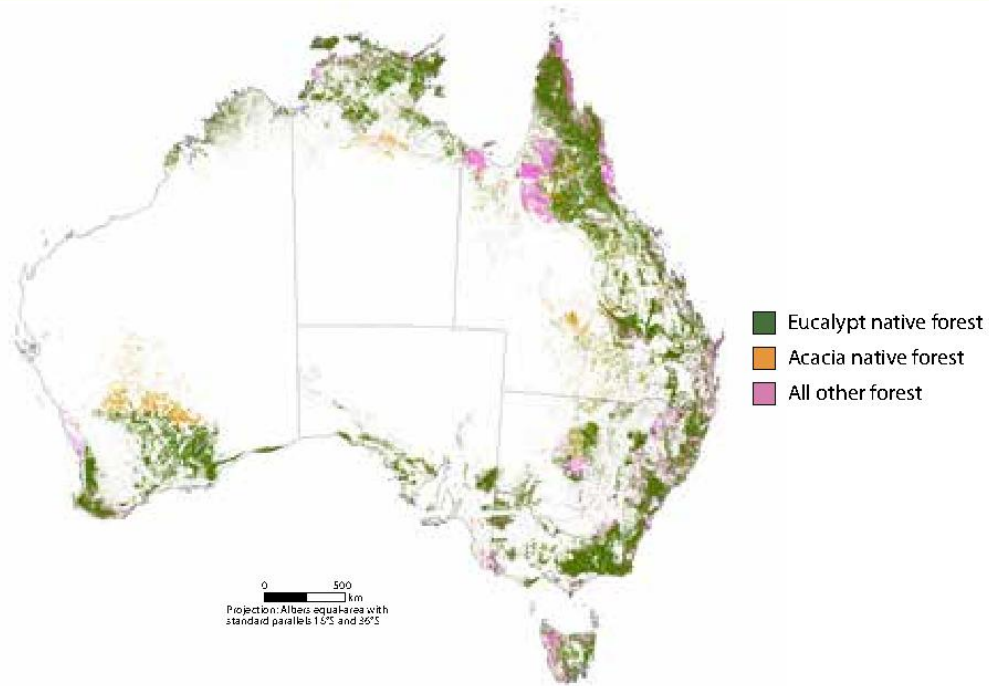 Eucalypt native forest
Acacia native forest
All other forest
0 500
km
Projection: Albers equal-area with
standard parallels 18°S and 36°S